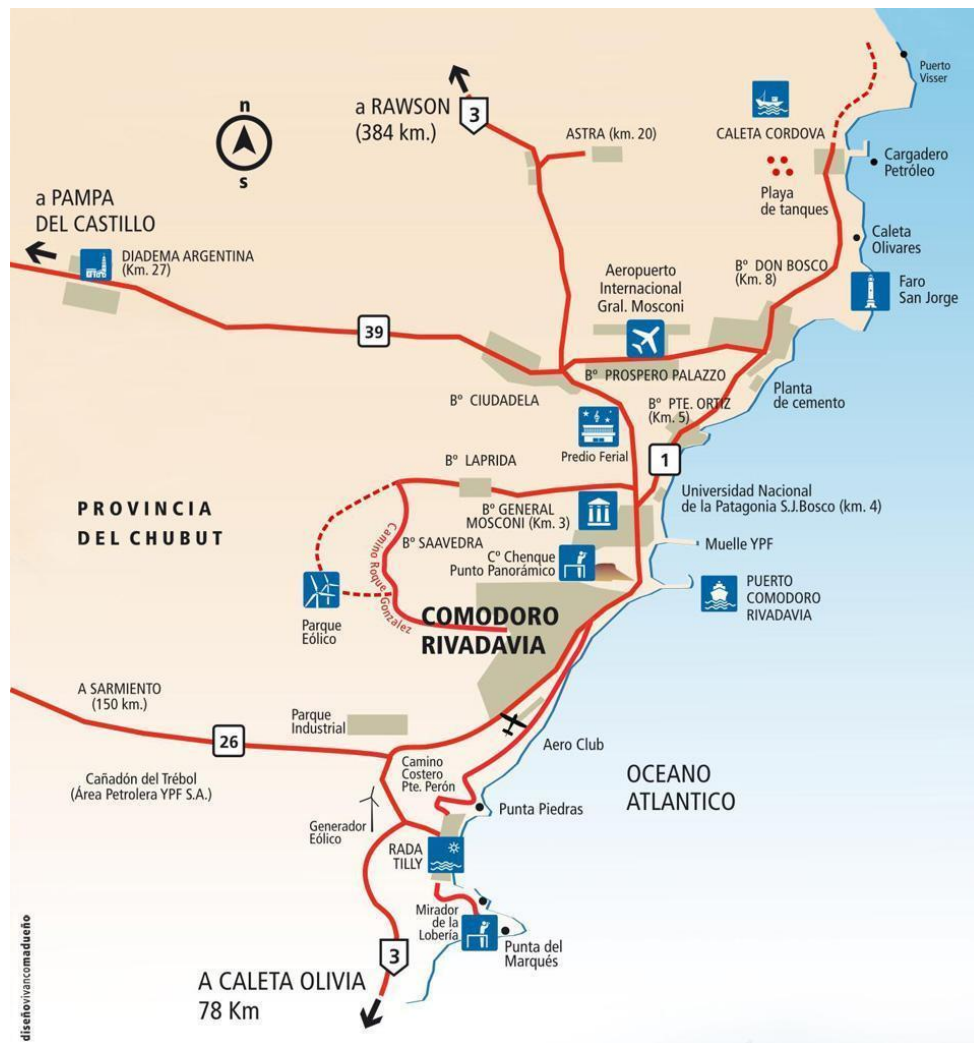 n
s
a RAWSON
(384 km.)
3
ASTRA (km. 20)
CALETA CORDOVA
Puerto
Visser
Cargadero
Petróleo
Playa
de tanques
Caleta
Olivares
a PAMPA
DEL CASTILLO
DIADEMA ARGENTINA
(Km. 27)
39
Aeropuerto
Internacional
Gral. Mosconi
Bº DON BOSCO
(Km. 8)
Faro
San Jorge
Bº PROSPERO PALAZZO
Bº CIUDADELA
Bº PTE. ORTIZ
(Km. 5)
Planta
de cemento
Predio Ferial
1
Bº LAPRIDA
Universidad Nacional
de la Patagonia S.J.Bosco (km. 4)
PROVINCIA
DEL CHUBUT
Bº GENERAL
MOSCONI (Km. 3)
Bº SAAVEDRA
Camino Roque Gonzalez
Muelle YPF
Cº Chenque
Punto Panorámico
PUERTO
COMODORO
RIVADAVIA
Parque
Eólico
COMODORO
RIVADAVIA
A SARMIENTO
(150 km.)
26
Parque
Industrial
Aero Club
Cañadón del Trébol
(Área Petrolera YPF S.A.)
Camino
Costero
Pte. Perón
OCEANO
ATLANTICO
Punta Piedras
Generador
Eólico
RADA
TILLY
Mirador
de la
Lobería
Punta del
Marqués
3
A CALETA OLIVIA
78 Km
diseñovivancomadueño